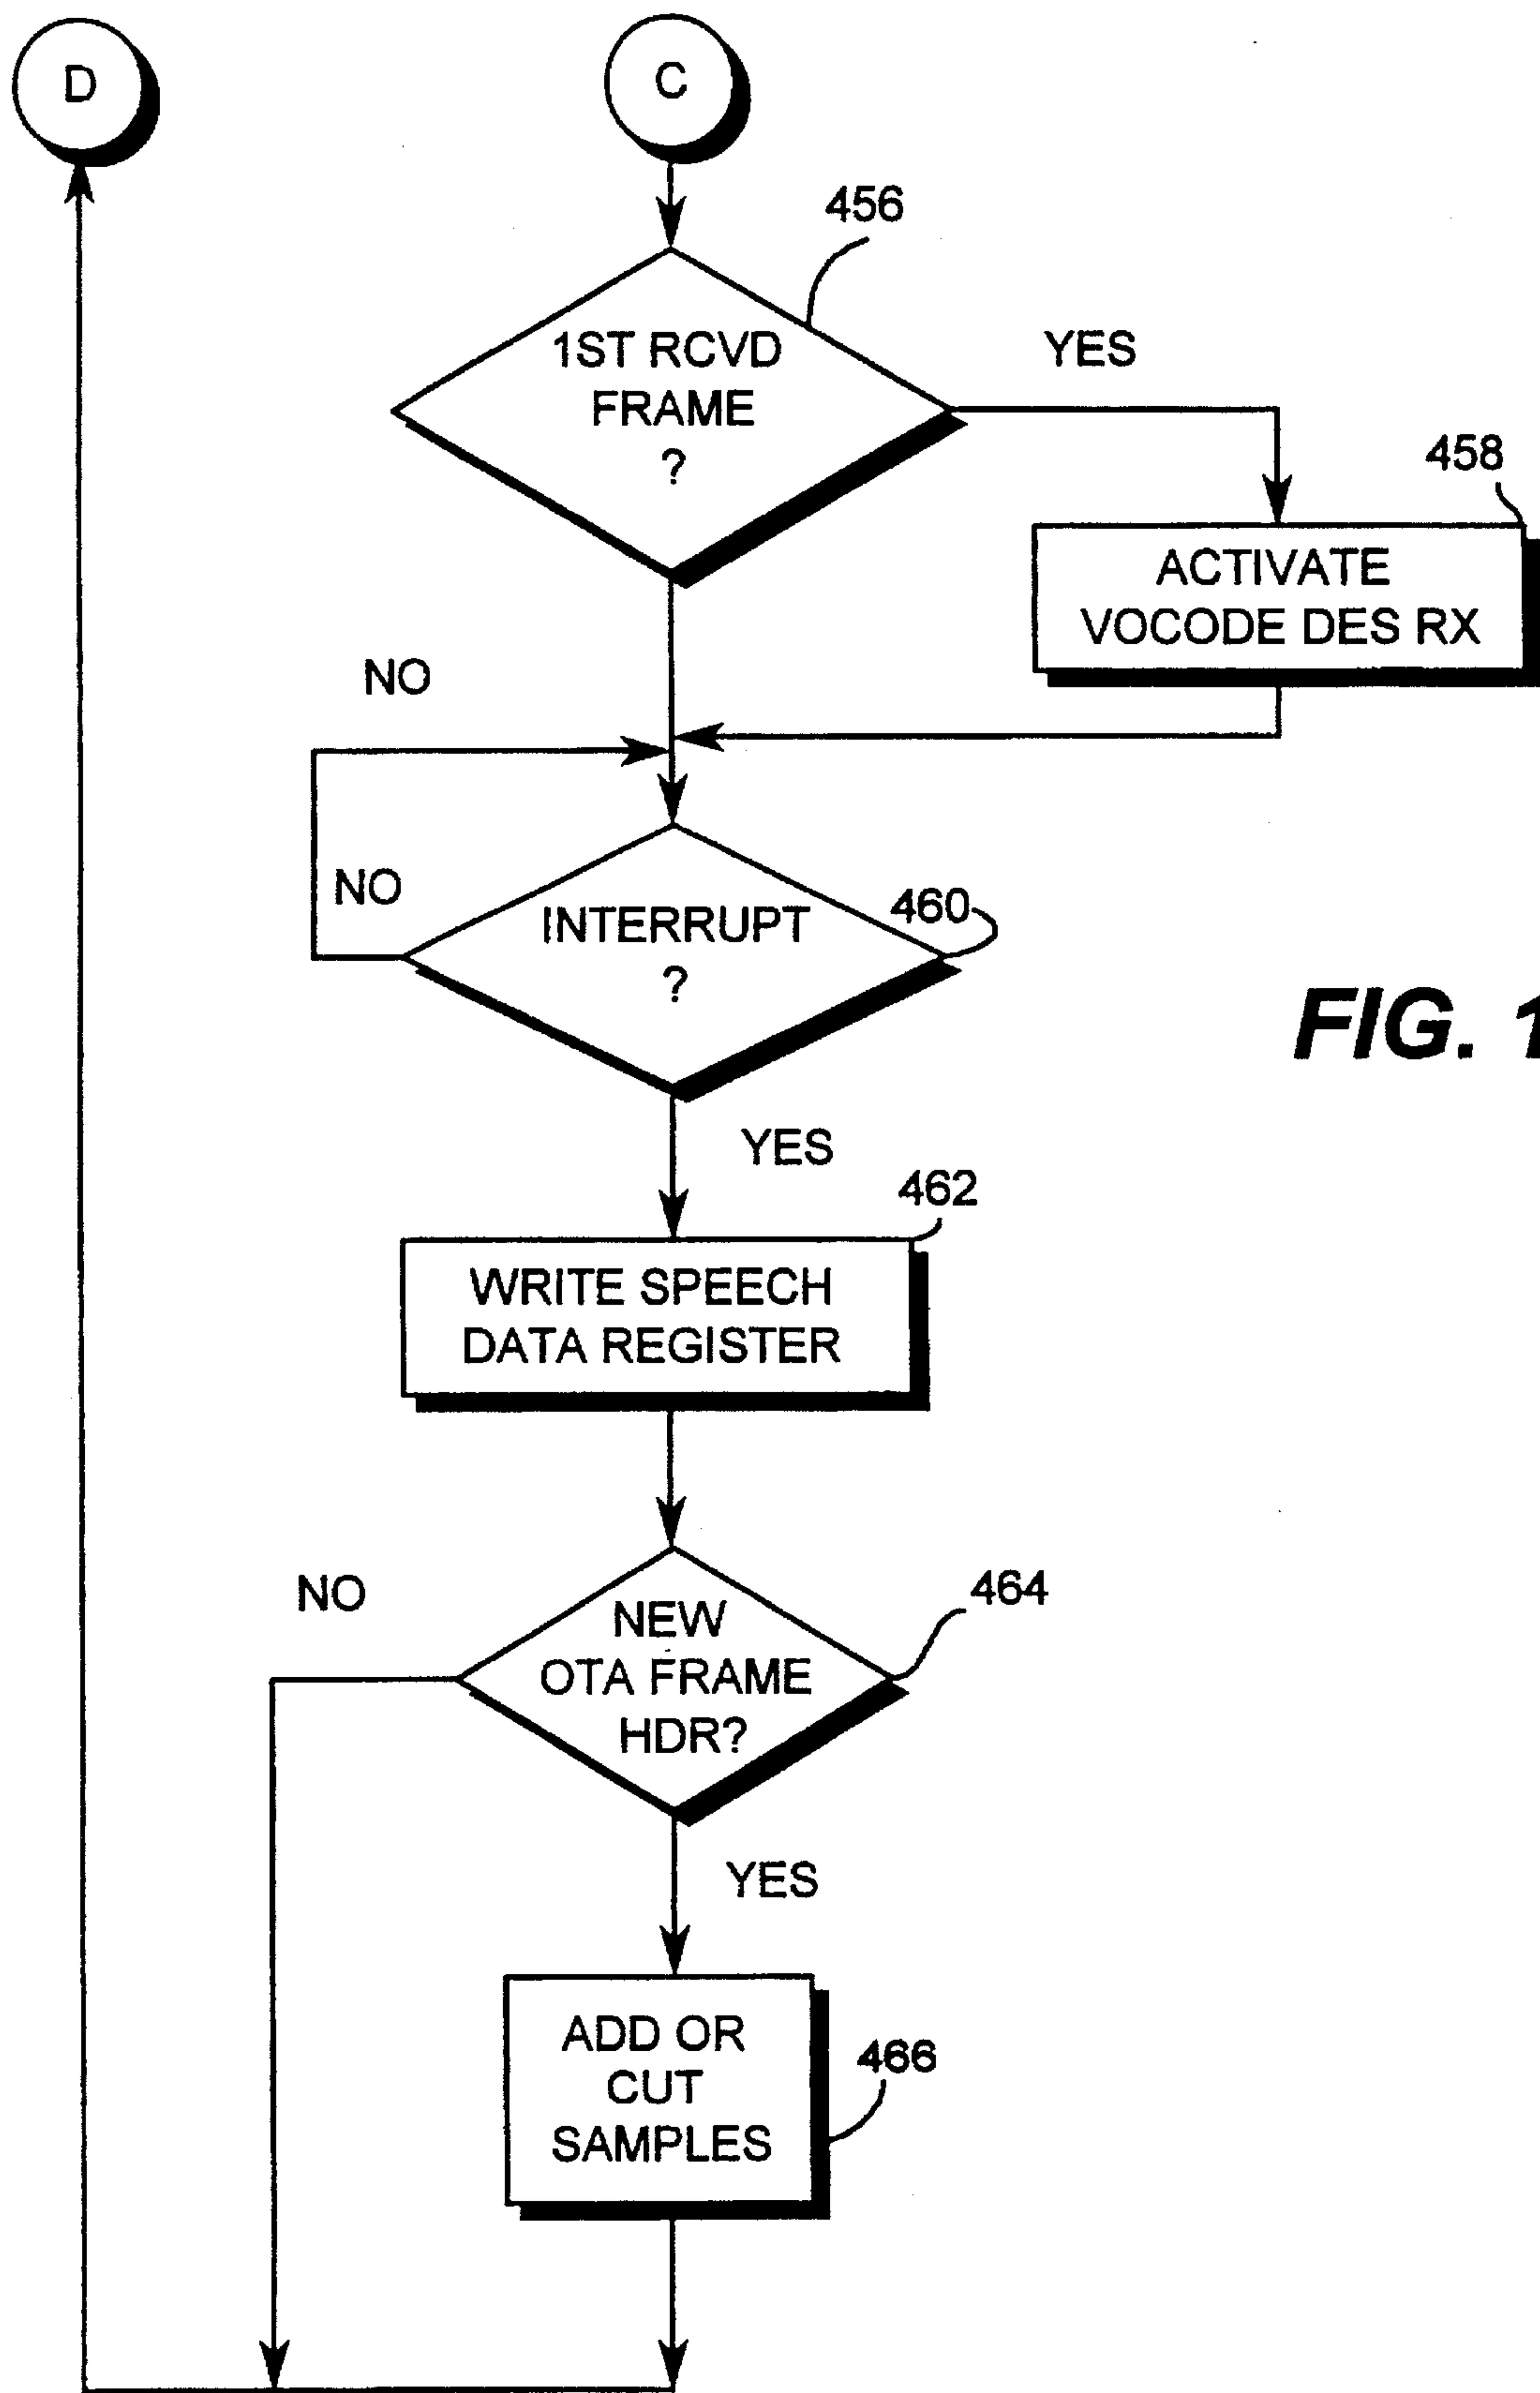 D
C
456
1ST RCVD
FRAME
?
YES
458
ACTIVATE
VOCODE DES RX
NO
NO
INTERRUPT
?
460
FIG. 1
YES
462
WRITE SPEECH
DATA REGISTER
NO
NEW
OTA FRAME
HDR?
464
YES
ADD OR
CUT
SAMPLES
466